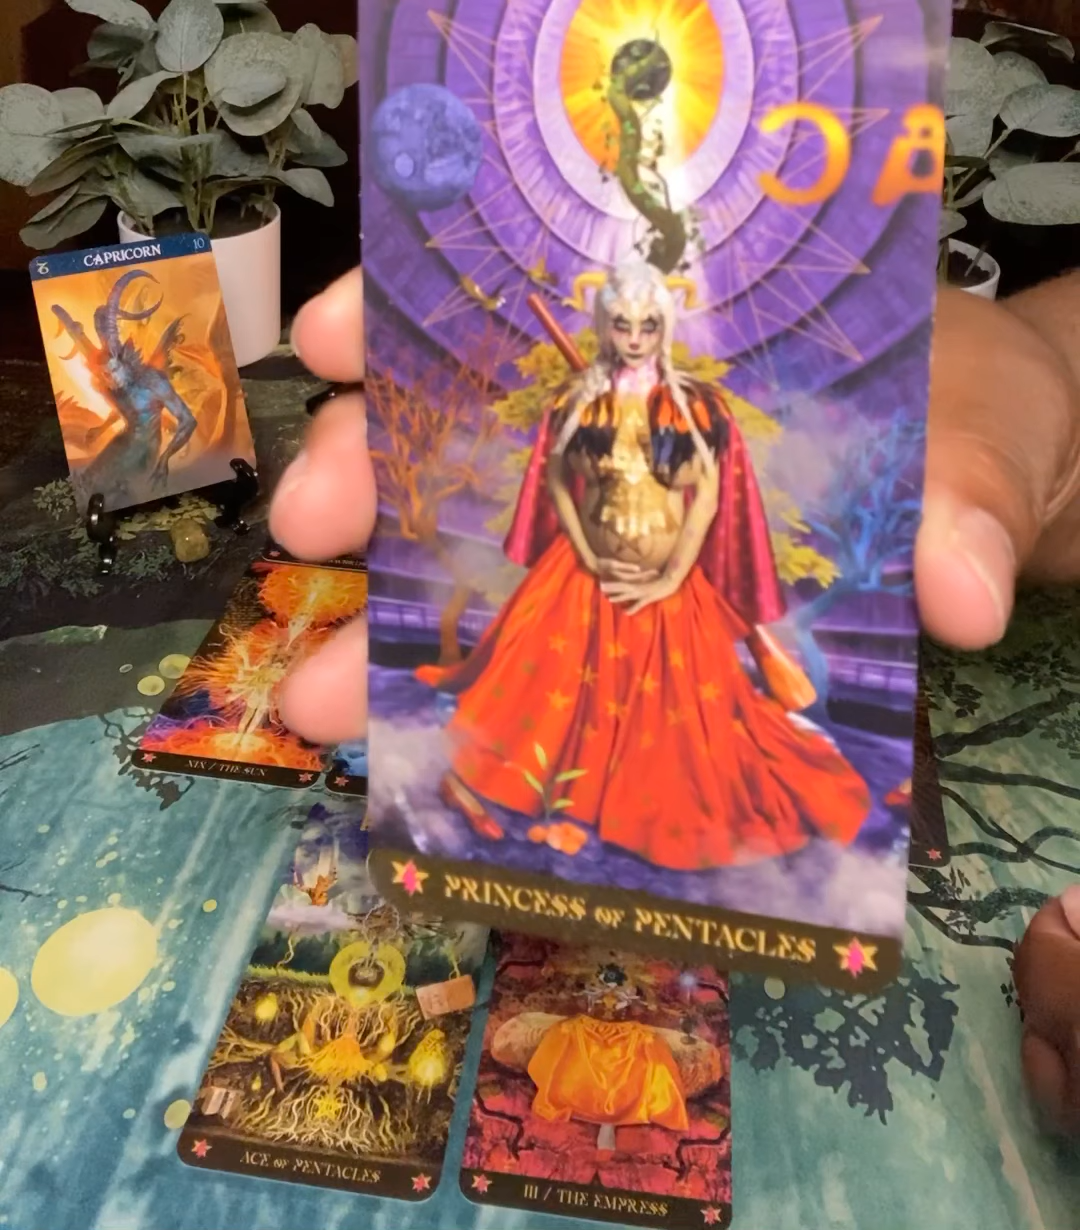 CAPRICORN 10
XIX / THE SUN
PRINCESS OF PENTACLES
ACE OF PENTACLES
III / THE EMPRESS